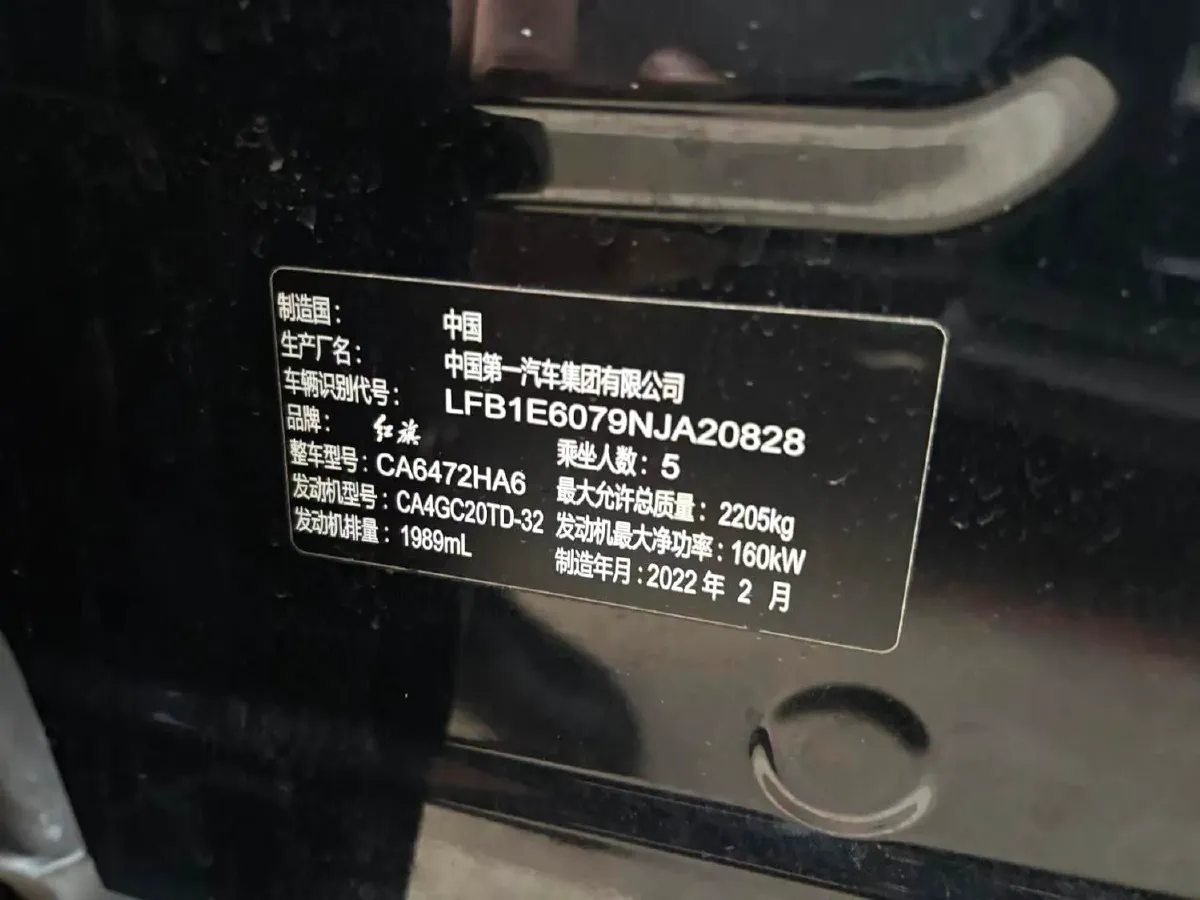 制造国： 中国
生产厂名： 中国第一汽车集团有限公司
车辆识别代号： LFB1E6079NJA20828
品牌： 红旗 乘坐人数：5
整车型号：CA6472HA6 最大允许总质量：2205kg
发动机型号：CA4GC20TD-32 发动机最大净功率：160kW
发动机排量：1989mL 制造年月：2022年 2 月